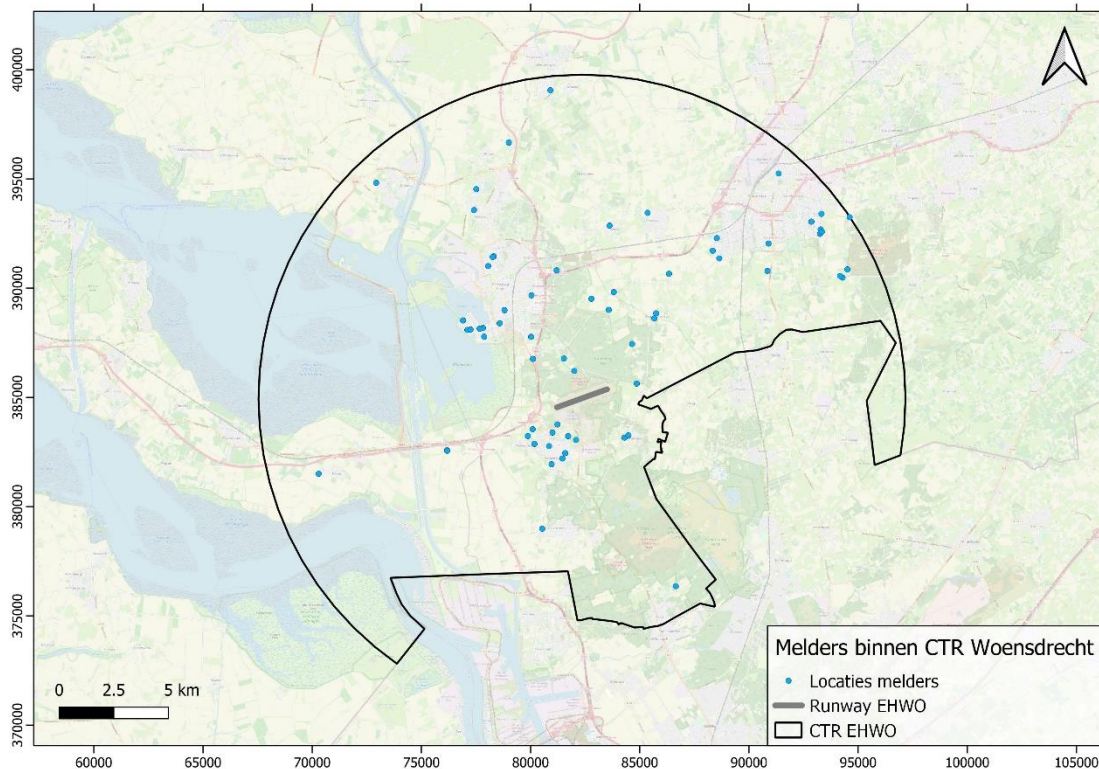 400000
395000
390000
385000
380000
375000
370000
0 2.5 5 km
Melders binnen CTR Woensdrecht
Locaties melders
Runway EHWO
CTR EHWO
60000 65000 70000 75000 80000 85000 90000 95000 100000 105000